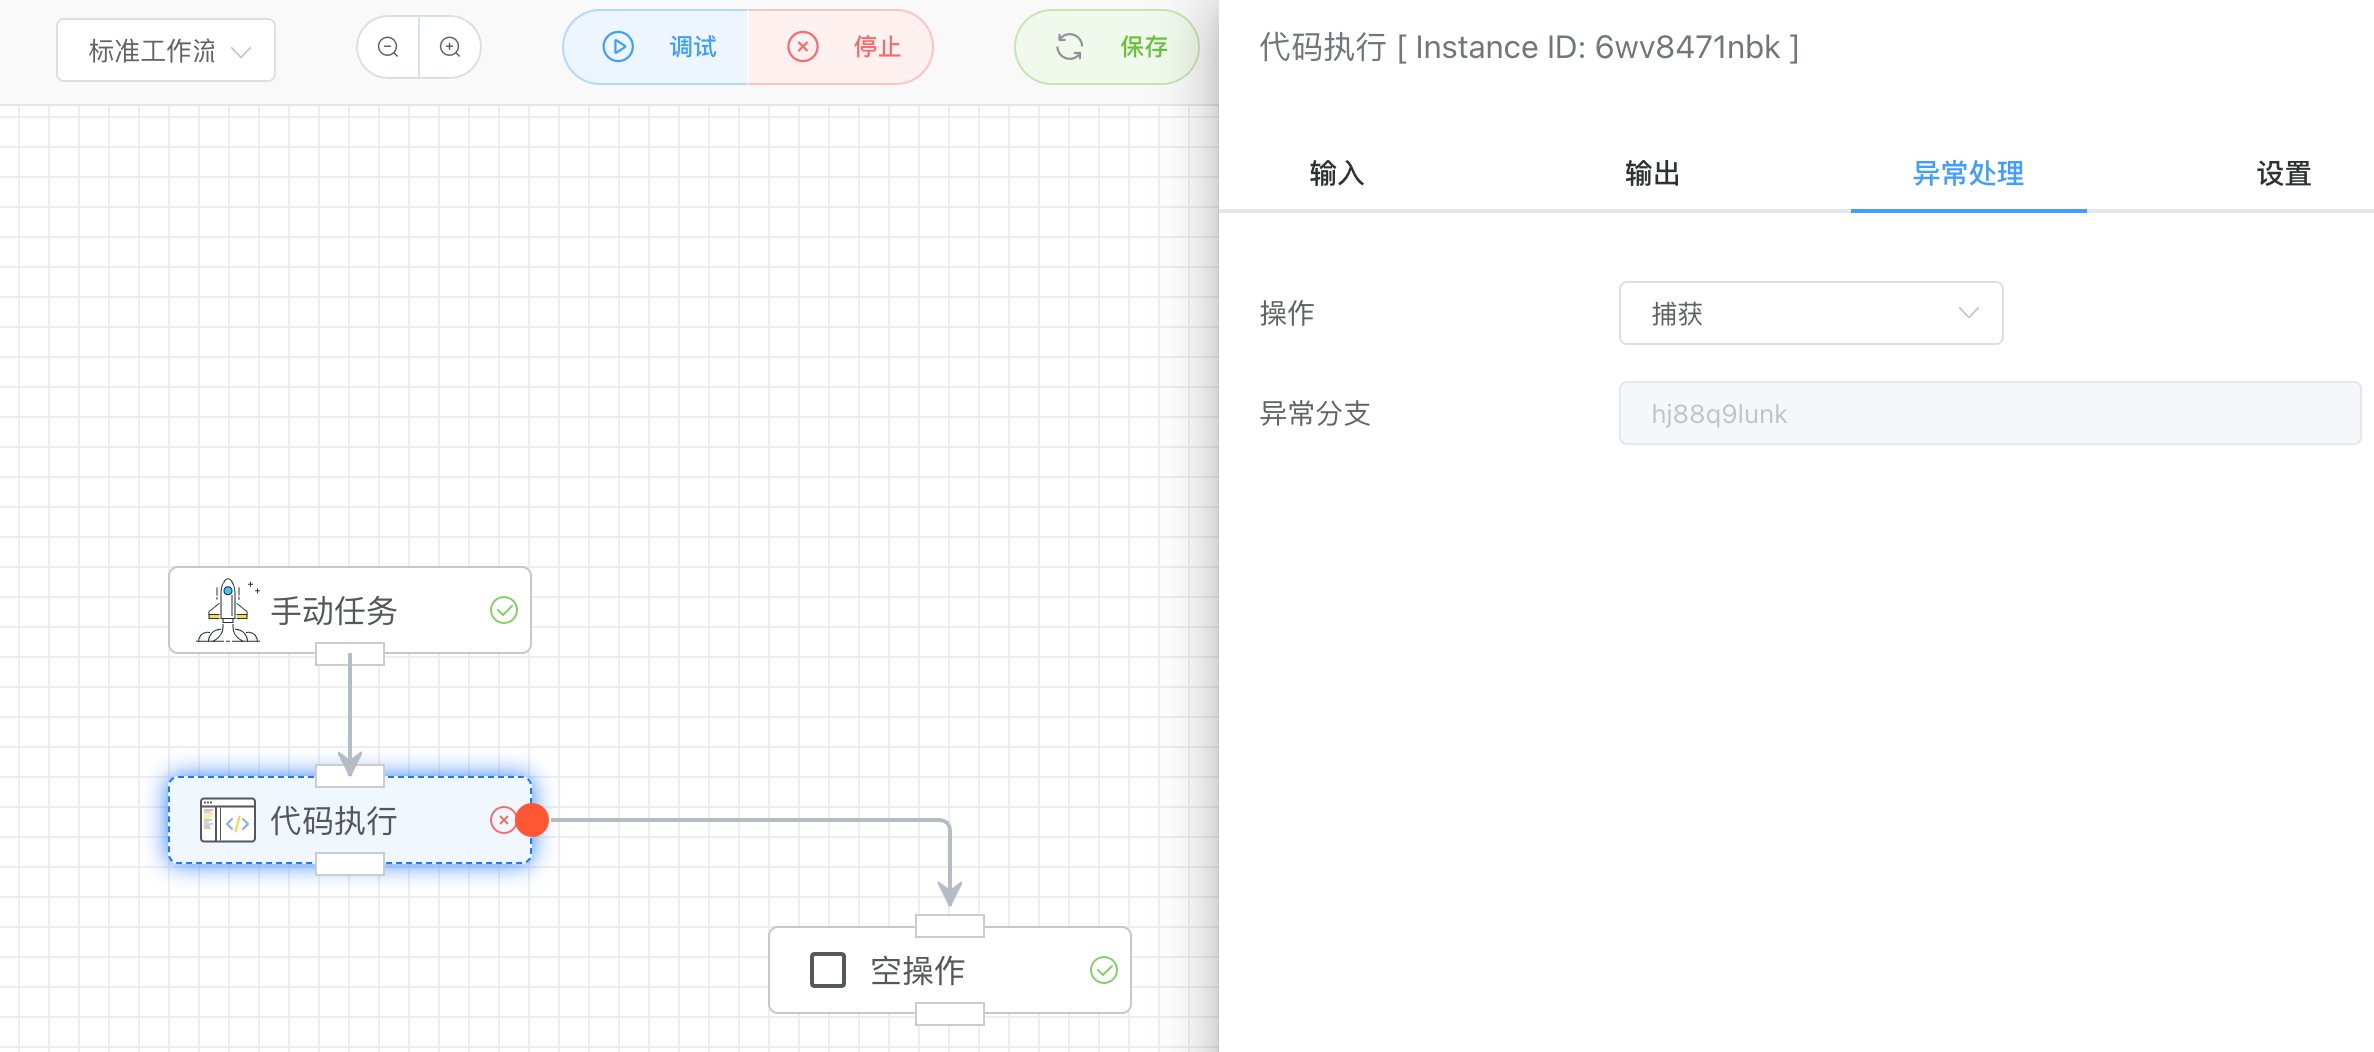 标准工作流
调试
停止
保存
代码执行 [ Instance ID: 6wv8471nbk ]
输入
输出
异常处理
设置
操作
捕获
异常分支
hj88q9lunk
手动任务
代码执行
空操作